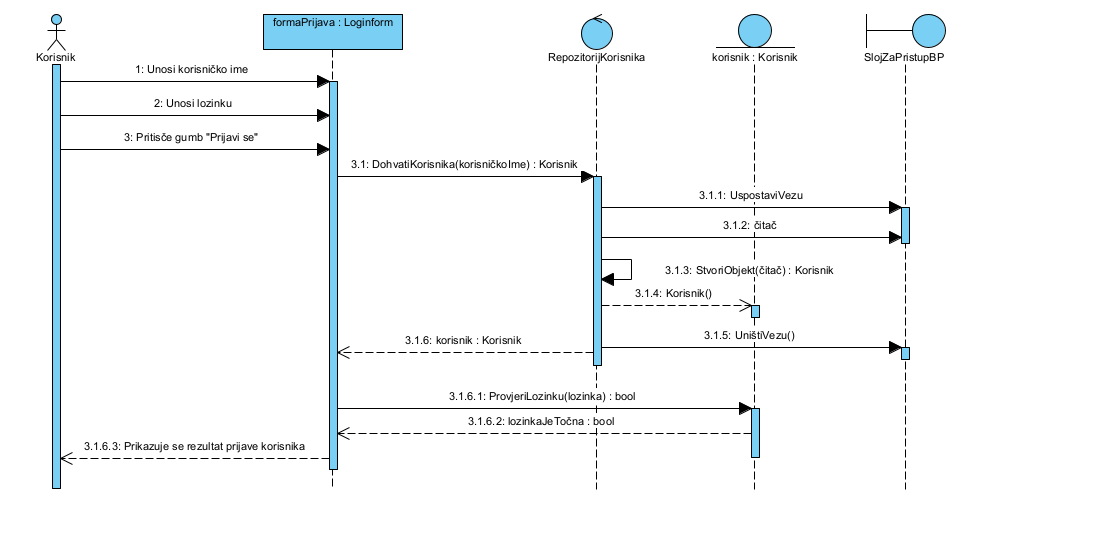 formaPrijava : Loginform
Korisnik
RepozitorijKorisnika
korisnik : Korisnik
SlojZaPristupBP
1: Unosi korisničko ime
2: Unosi lozinku
3: Pritišče gumb "Prijavi se"
3.1: DohvatiKorisnika(korisničkoIme) : Korisnik
3.1.1: UspostaviVezu
3.1.2: čitač
3.1.3: StvoriObjekt(čitač) : Korisnik
3.1.4: Korisnik()
3.1.5: UništiVezu()
3.1.6: korisnik : Korisnik
3.1.6.1: ProvjeriLozinku(lozinka) : bool
3.1.6.2: lozinkaJeTočna : bool
3.1.6.3: Prikazuje se rezultat prijave korisnika